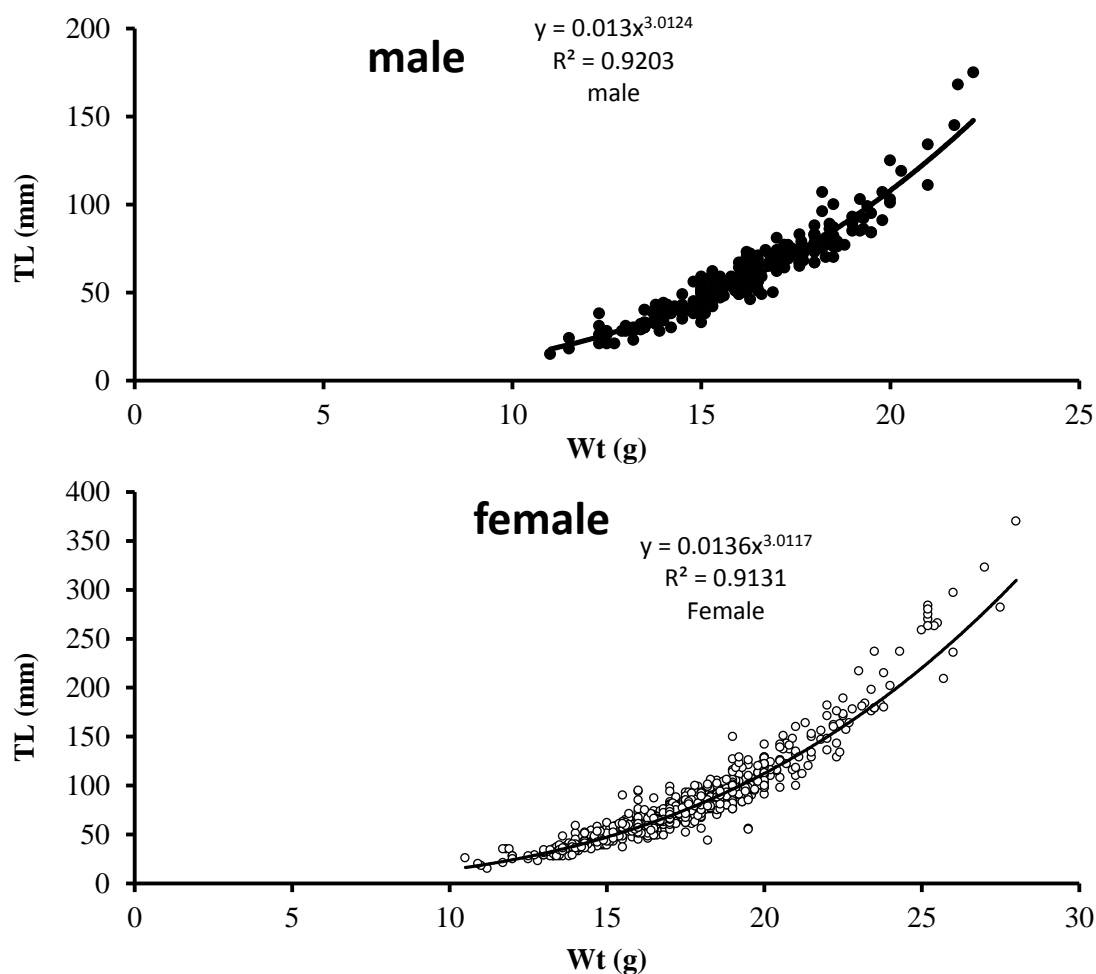 male
y = 0.013x^3.0124
R² = 0.9203
male
200
150
100
50
0
TL (mm)
0 5 10 15 20 25
Wt (g)
female
y = 0.0136x^3.0117
R² = 0.9131
Female
400
350
300
250
200
150
100
50
0
TL (mm)
0 5 10 15 20 25 30
Wt (g)